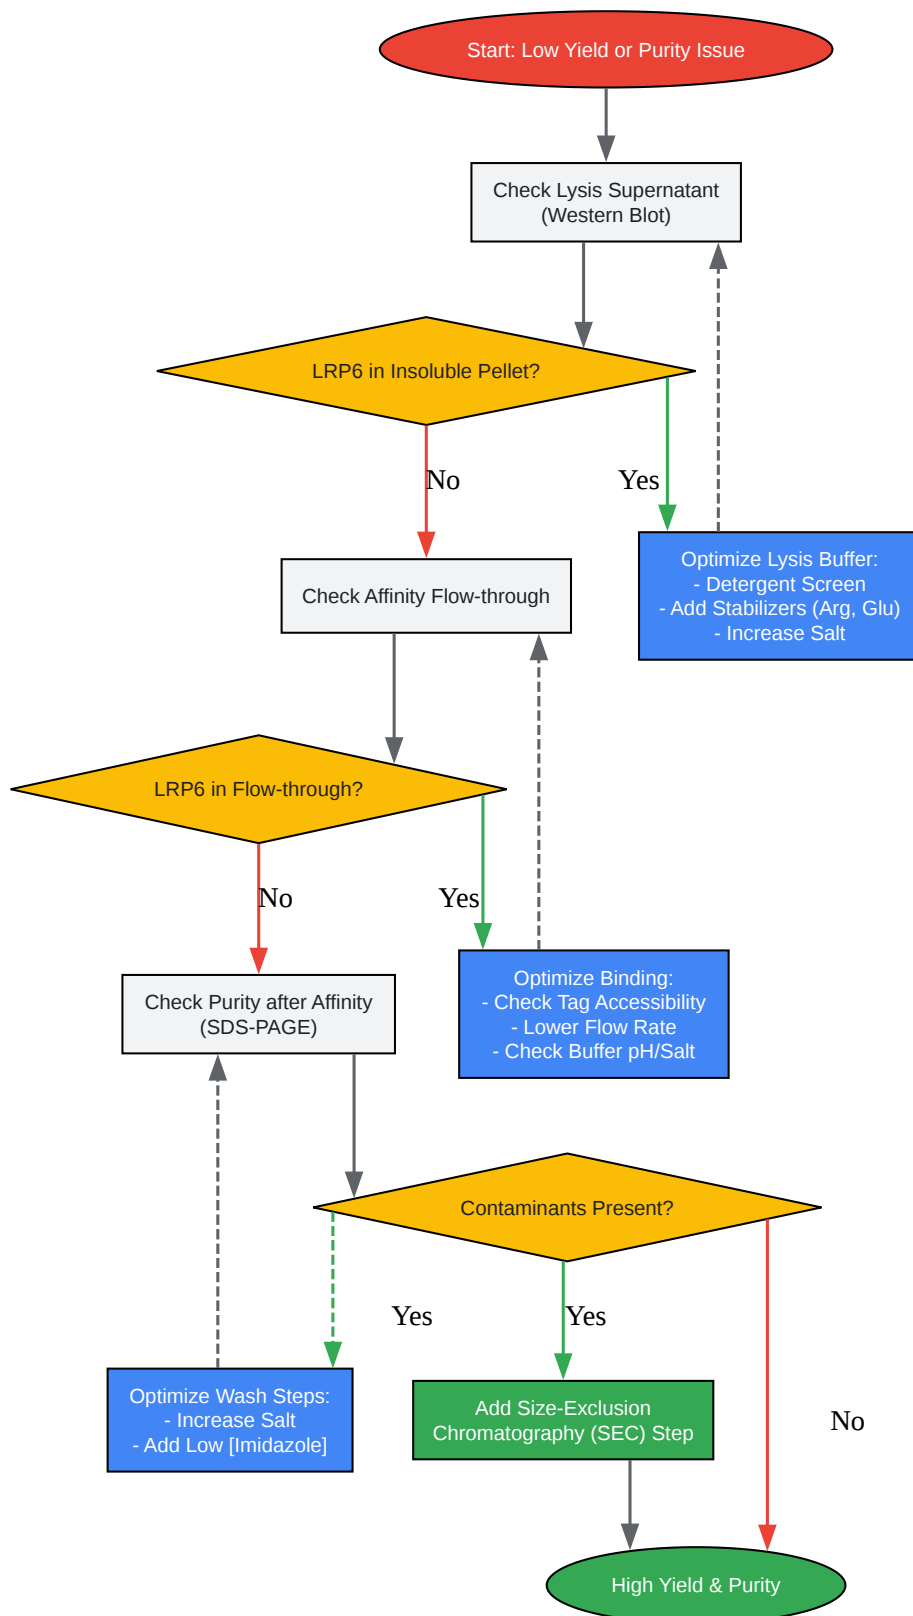 Start: Low Yield or Purity Issue
Check Lysis Supernatant
(Western Blot)
LRP6 in Insoluble Pellet?
No
Yes
Optimize Lysis Buffer:
- Detergent Screen
- Add Stabilizers (Arg, Glu)
- Increase Salt
Check Affinity Flow-through
LRP6 in Flow-through?
No
Yes
Optimize Binding:
- Check Tag Accessibility
- Lower Flow Rate
- Check Buffer pH/Salt
Check Purity after Affinity
(SDS-PAGE)
Contaminants Present?
Yes
Yes
No
Optimize Wash Steps:
- Increase Salt
- Add Low [Imidazole]
Add Size-Exclusion
Chromatography (SEC) Step
High Yield & Purity